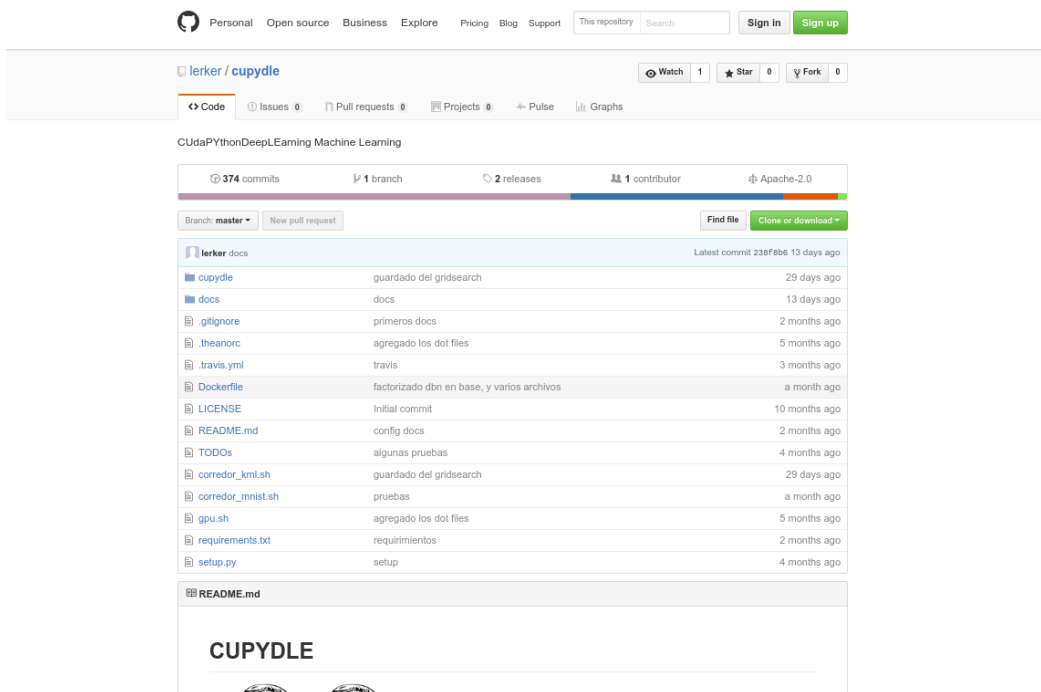 Personal Open source Business Explore Pricing Blog Support This repository Search Sign in Sign up
lerker / cupydle Watch 1 Star 0 Fork 0
Code Issues 0 Pull requests 0 Projects 0 Pulse Graphs
CUdaPYthonDeepLEarning Machine Learning
374 commits 1 branch 2 releases 1 contributor Apache-2.0
Branch: master New pull request Find file Clone or download
lerker docs Latest commit 238f8b6 13 days ago
cupydle guardado del gridsearch 29 days ago
docs docs 13 days ago
.gitignore primeros docs 2 months ago
.theanorc agregado los dot files 5 months ago
.travis.yml travis 3 months ago
Dockerfile factorizado dbn en base, y varios archivos a month ago
LICENSE Initial commit 10 months ago
README.md config docs 2 months ago
TODOs algunas pruebas 4 months ago
corredor_kml.sh guardado del gridsearch 29 days ago
corredor_mnist.sh pruebas a month ago
gpu.sh agregado los dot files 5 months ago
requirements.txt requirimientos 2 months ago
setup.py setup 4 months ago
README.md
CUPYDLE